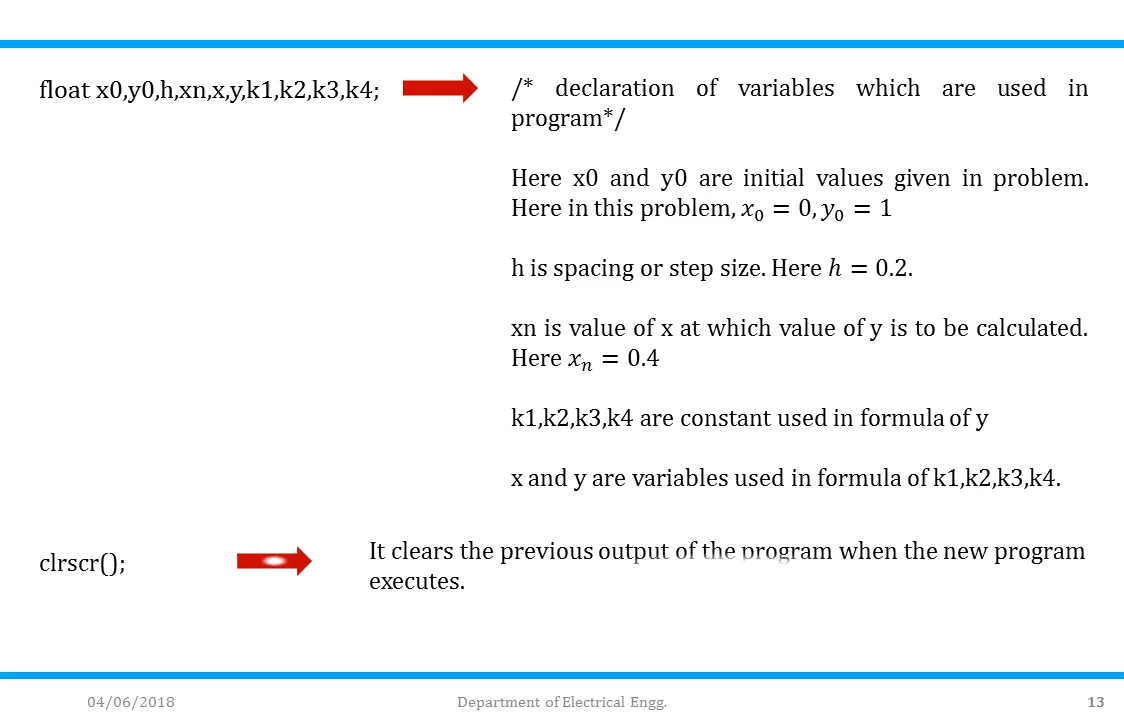 float x0,y0,h,xn,x,y,k1,k2,k3,k4;
/* declaration of variables which are used in
program*/
Here x0 and y0 are initial values given in problem.
Here in this problem, x₀ = 0, y₀ = 1
h is spacing or step size. Here h = 0.2.
xn is value of x at which value of y is to be calculated.
Here xₙ = 0.4
k1,k2,k3,k4 are constant used in formula of y
x and y are variables used in formula of k1,k2,k3,k4.
clrscr();
It clears the previous output of the program when the new program
executes.
04/06/2018
Department of Electrical Engg.
13